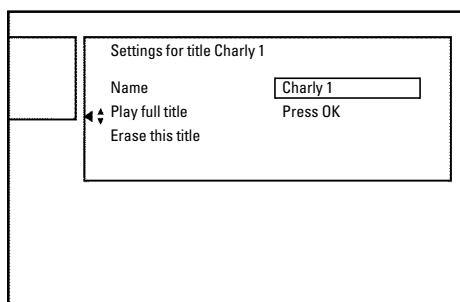 Settings for title Charly 1
Name Charly 1
Play full title Press OK
Erase this title